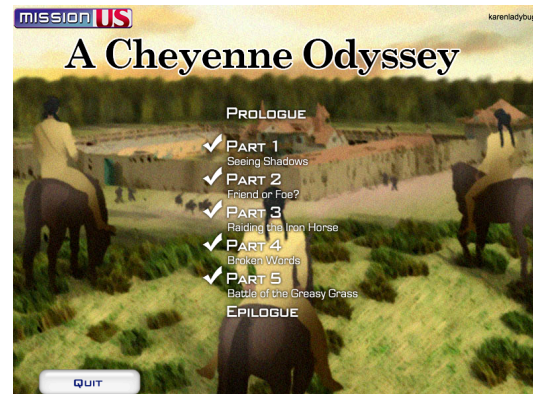 mission US
karenladybug
A Cheyenne Odyssey
Prologue
Part 1
Seeing Shadows
Part 2
Friend or Foe?
Part 3
Raiding the Iron Horse
Part 4
Broken Words
Part 5
Battle of the Greasy Grass
Epilogue
Quit